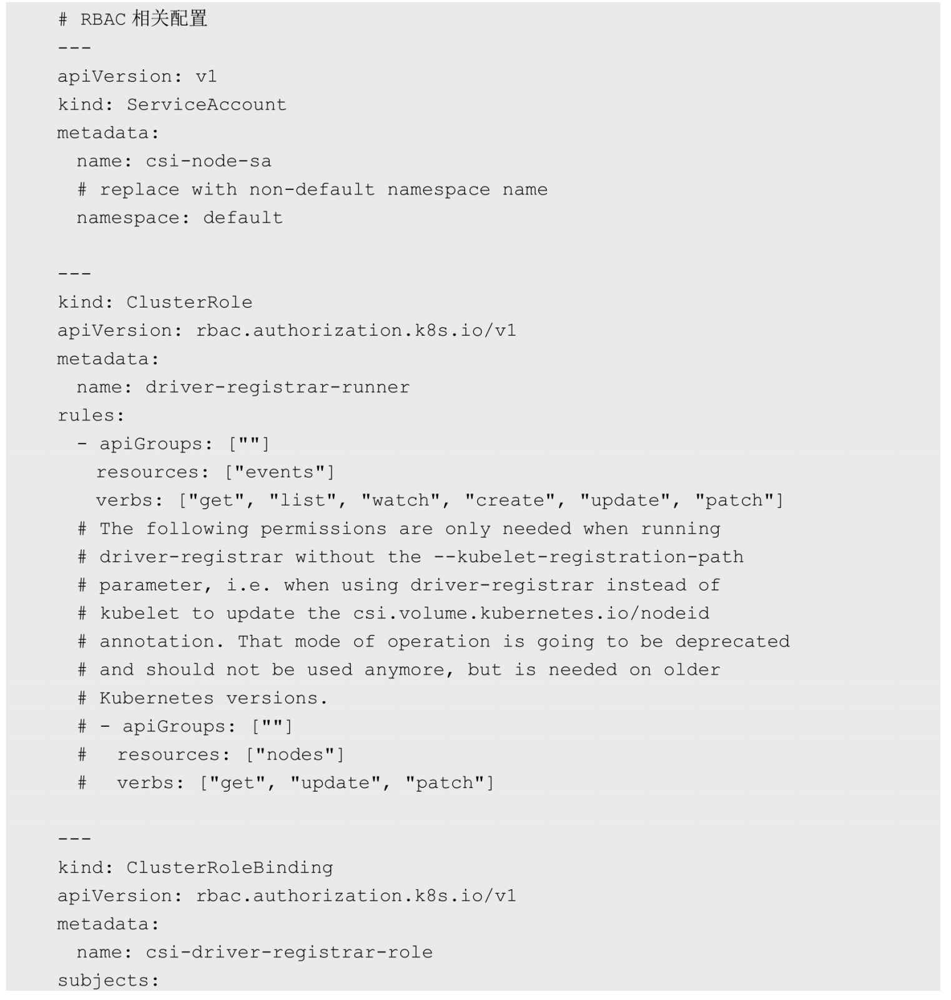 # RBAC 相关配置
---
apiVersion: v1
kind: ServiceAccount
metadata:
  name: csi-node-sa
  # replace with non-default namespace name
  namespace: default

---
kind: ClusterRole
apiVersion: rbac.authorization.k8s.io/v1
metadata:
  name: driver-registrar-runner
rules:
  - apiGroups: [""]
    resources: ["events"]
    verbs: ["get", "list", "watch", "create", "update", "patch"]
  # The following permissions are only needed when running
  # driver-registrar without the --kubelet-registration-path
  # parameter, i.e. when using driver-registrar instead of
  # kubelet to update the csi.volume.kubernetes.io/nodeid
  # annotation. That mode of operation is going to be deprecated
  # and should not be used anymore, but is needed on older
  # Kubernetes versions.
  # - apiGroups: [""]
  #   resources: ["nodes"]
  #   verbs: ["get", "update", "patch"]

---
kind: ClusterRoleBinding
apiVersion: rbac.authorization.k8s.io/v1
metadata:
  name: csi-driver-registrar-role
subjects: